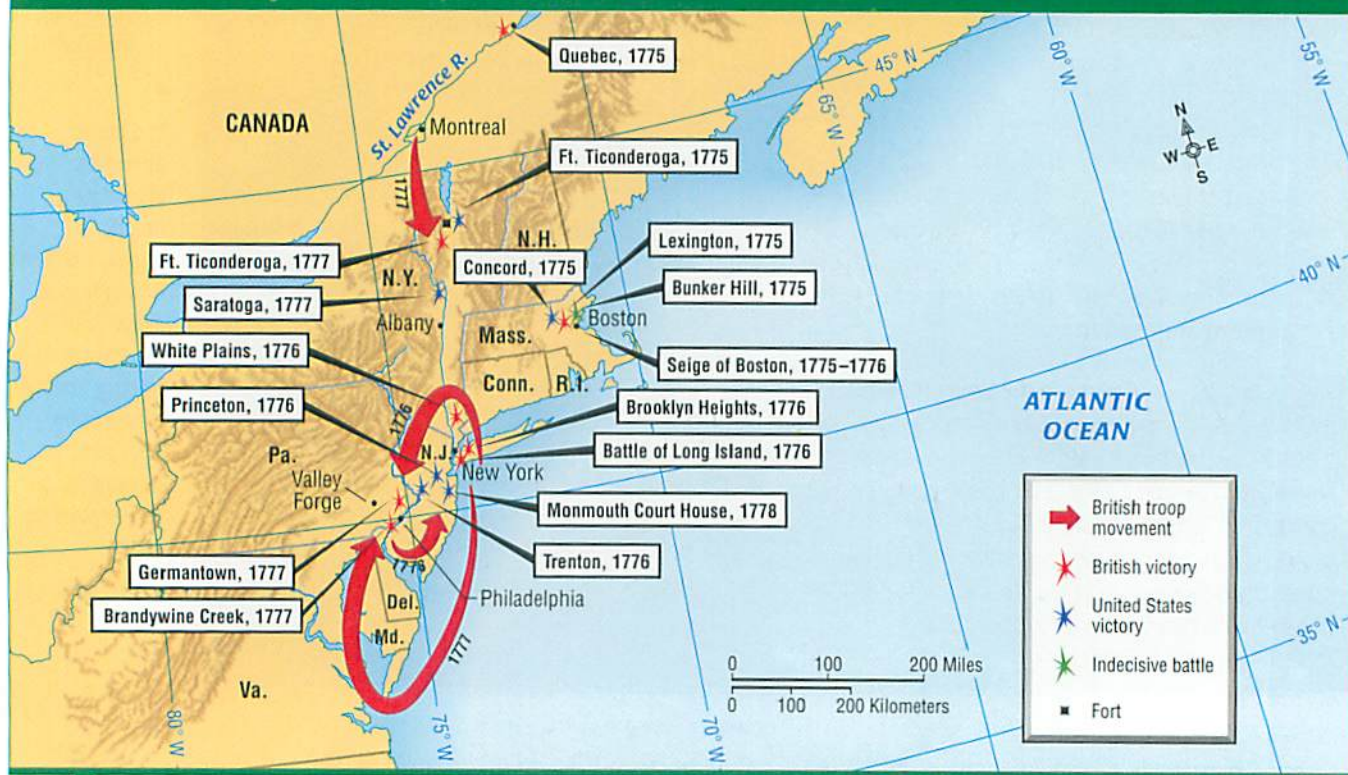 Quebec, 1775
45° N
60° W
55° W
St. Lawrence R.
65° W
CANADA
Montreal
N
W E
S
Ft. Ticonderoga, 1775
1777
Lexington, 1775
N.H.
Ft. Ticonderoga, 1777
Concord, 1775
40° N
N.Y.
Bunker Hill, 1775
Saratoga, 1777
Albany
Boston
Mass.
White Plains, 1776
Seige of Boston, 1775–1776
Conn.
R.I.
Princeton, 1776
Brooklyn Heights, 1776
1776
ATLANTIC
OCEAN
Pa.
N.J.
Battle of Long Island, 1776
New York
Valley
Forge
Monmouth Court House, 1778
Trenton, 1776
1778
Germantown, 1777
Philadelphia
Brandywine Creek, 1777
Del.
Md.
1777
Va.
35° N
0 100 200 Miles
0 100 200 Kilometers
80° W
75° W
70° W
British troop
movement
British victory
United States
victory
Indecisive battle
Fort